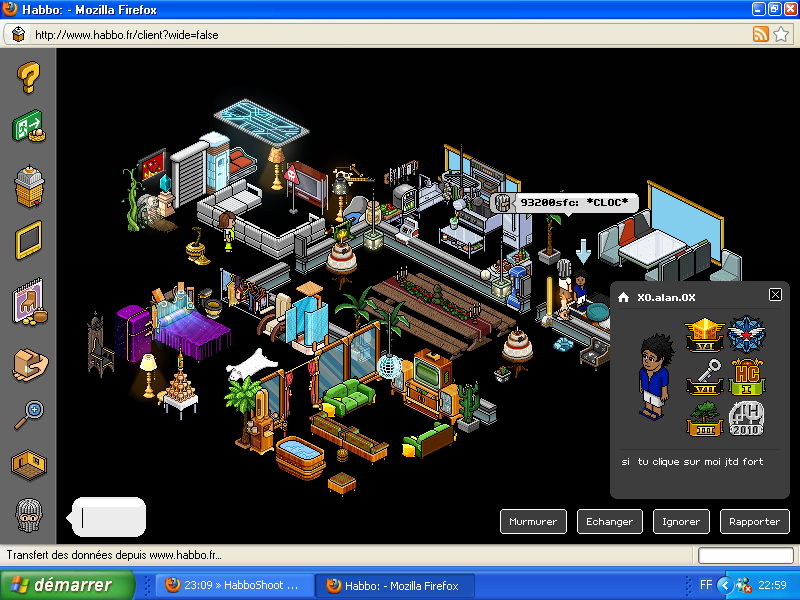 Habbo: - Mozilla Firefox
http://www.habbo.fr/client?wide=false
93200sfc: *CLOC*
X0.alan.0X
HC
2010
si tu clique sur moi jtd fort
Murmurer
Echanger
Ignorer
Rapporter
Transfert des données depuis www.habbo.fr...
démarrer
23:09 » HabboShoot ...
Habbo: - Mozilla Firefox
FF
22:59